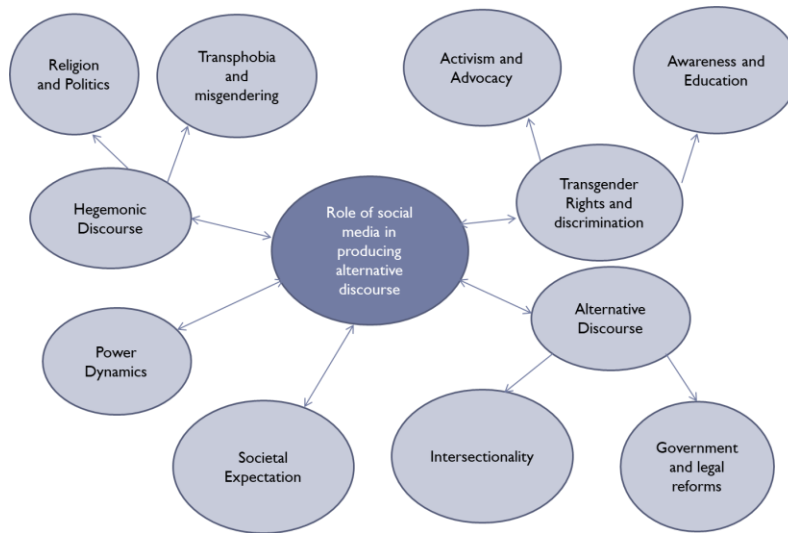 Religion
and Politics
Transphobia
and
misgendering
Activism and
Advocacy
Awareness and
Education
Hegemonic
Discourse
Role of social
media in
producing
alternative
discourse
Transgender
Rights and
discrimination
Power
Dynamics
Alternative
Discourse
Societal
Expectation
Intersectionality
Government
and legal
reforms